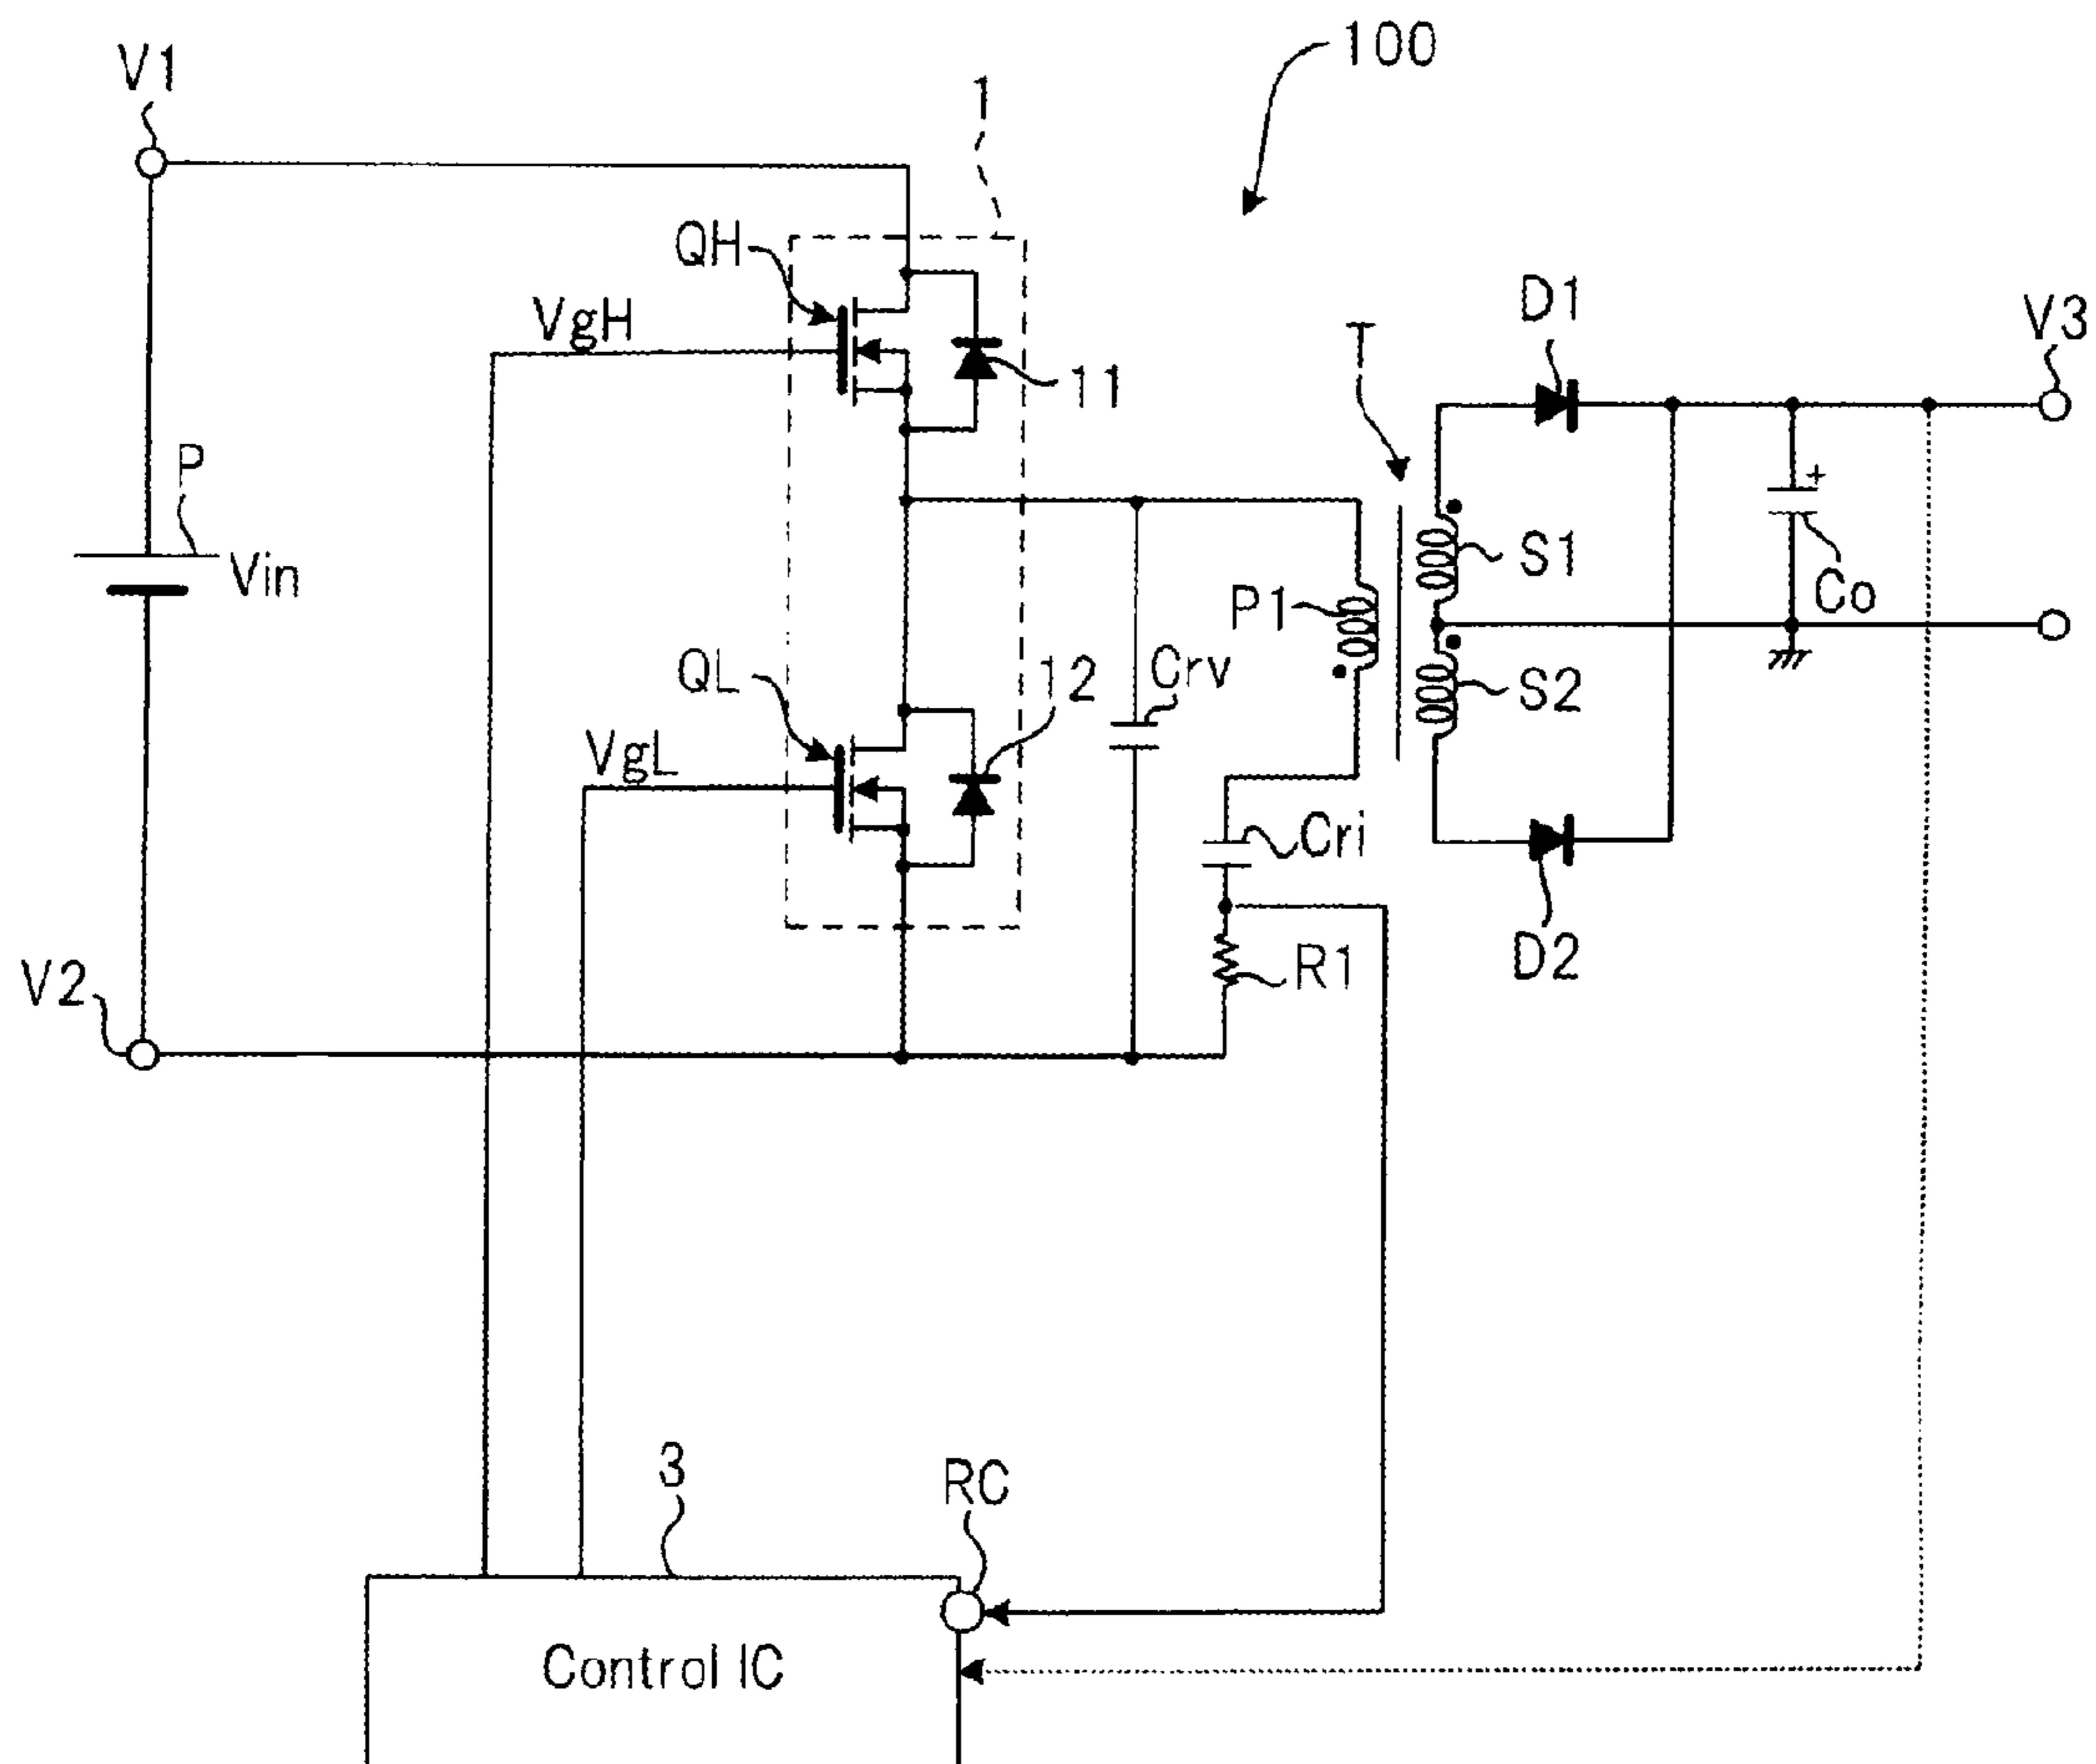 100
V1
1
QH
VgH
11
D1
V3
T
P
Vin
S1
Co
P1
QL
12
Crv
S2
VgL
Cri
D2
R1
V2
3
RC
Control IC
+